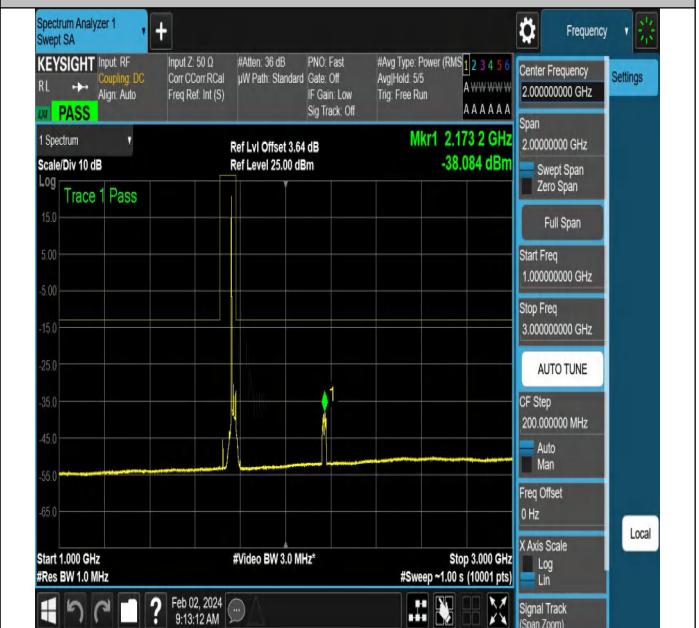 Spectrum Analyzer 1
Swept SA
+
Frequency
KEYSIGHT
RL
PASS
Input: RF
Coupling: DC
Align: Auto
Input Z: 50 Ω
Corr CCorr RCal
Freq Ref: Int (S)
#Atten: 36 dB
µW Path: Standard
PNO: Fast
Gate: Off
IF Gain: Low
Sig Track: Off
#Avg Type: Power (RMS
Avg|Hold: 5/5
Trig: Free Run
1 2 3 4 5 6
A W W W W W
A A A A A A
1 Spectrum
Scale/Div 10 dB
Ref Lvl Offset 3.64 dB
Ref Level 25.00 dBm
Mkr1 2.173 2 GHz
-38.084 dBm
Log
Trace 1 Pass
15.0
5.00
-5.00
-15.0
-25.0
-35.0
-45.0
-55.0
-65.0
1
Start 1.000 GHz
#Res BW 1.0 MHz
#Video BW 3.0 MHz*
Stop 3.000 GHz
#Sweep ~1.00 s (10001 pts)
Feb 02, 2024
9:13:12 AM
Center Frequency
2.000000000 GHz
Settings
Span
2.00000000 GHz
Swept Span
Zero Span
Full Span
Start Freq
1.000000000 GHz
Stop Freq
3.000000000 GHz
AUTO TUNE
CF Step
200.000000 MHz
Auto
Man
Freq Offset
0 Hz
X Axis Scale
Log
Lin
Signal Track
(Span Zoom)
Local